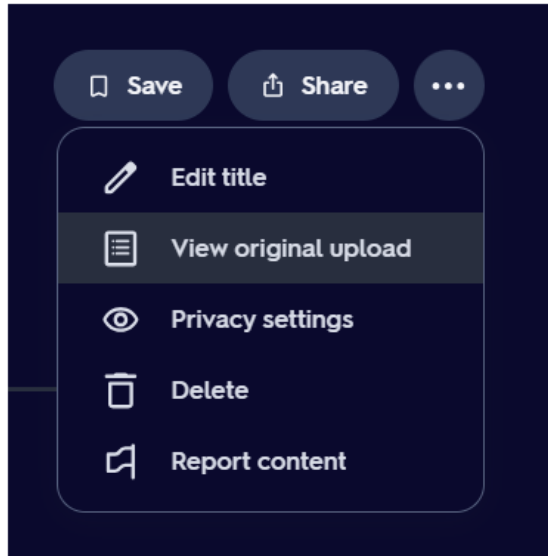 Save
Share
Edit title
View original upload
Privacy settings
Delete
Report content